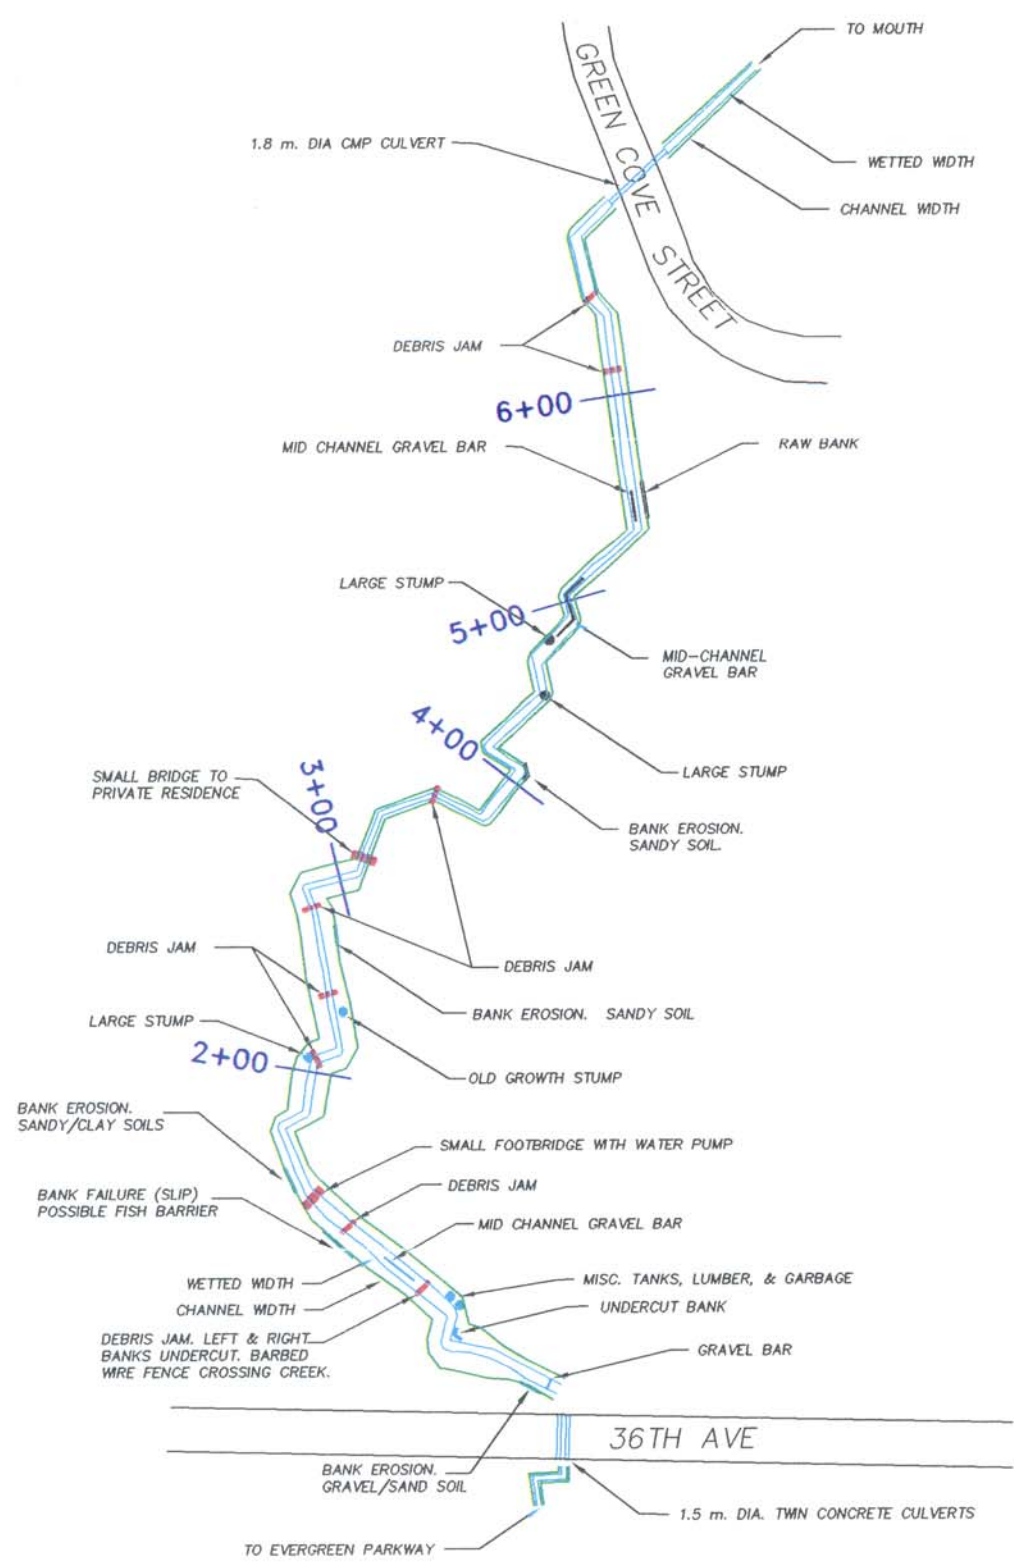 TO MOUTH
GREEN COVE STREET
1.8 m. DIA CMP CULVERT
WETTED WIDTH
CHANNEL WIDTH
DEBRIS JAM
6+00
MID CHANNEL GRAVEL BAR
RAW BANK
LARGE STUMP
5+00
MID-CHANNEL
GRAVEL BAR
4+00
LARGE STUMP
SMALL BRIDGE TO
PRIVATE RESIDENCE
3+00
BANK EROSION.
SANDY SOIL.
DEBRIS JAM
DEBRIS JAM
BANK EROSION. SANDY SOIL
LARGE STUMP
2+00
OLD GROWTH STUMP
BANK EROSION.
SANDY/CLAY SOILS
SMALL FOOTBRIDGE WITH WATER PUMP
DEBRIS JAM
BANK FAILURE (SLIP)
POSSIBLE FISH BARRIER
MID CHANNEL GRAVEL BAR
WETTED WIDTH
MISC. TANKS, LUMBER, & GARBAGE
CHANNEL WIDTH
UNDERCUT BANK
DEBRIS JAM. LEFT & RIGHT
BANKS UNDERCUT. BARBED
WIRE FENCE CROSSING CREEK.
GRAVEL BAR
36TH AVE
BANK EROSION.
GRAVEL/SAND SOIL
1.5 m. DIA. TWIN CONCRETE CULVERTS
TO EVERGREEN PARKWAY